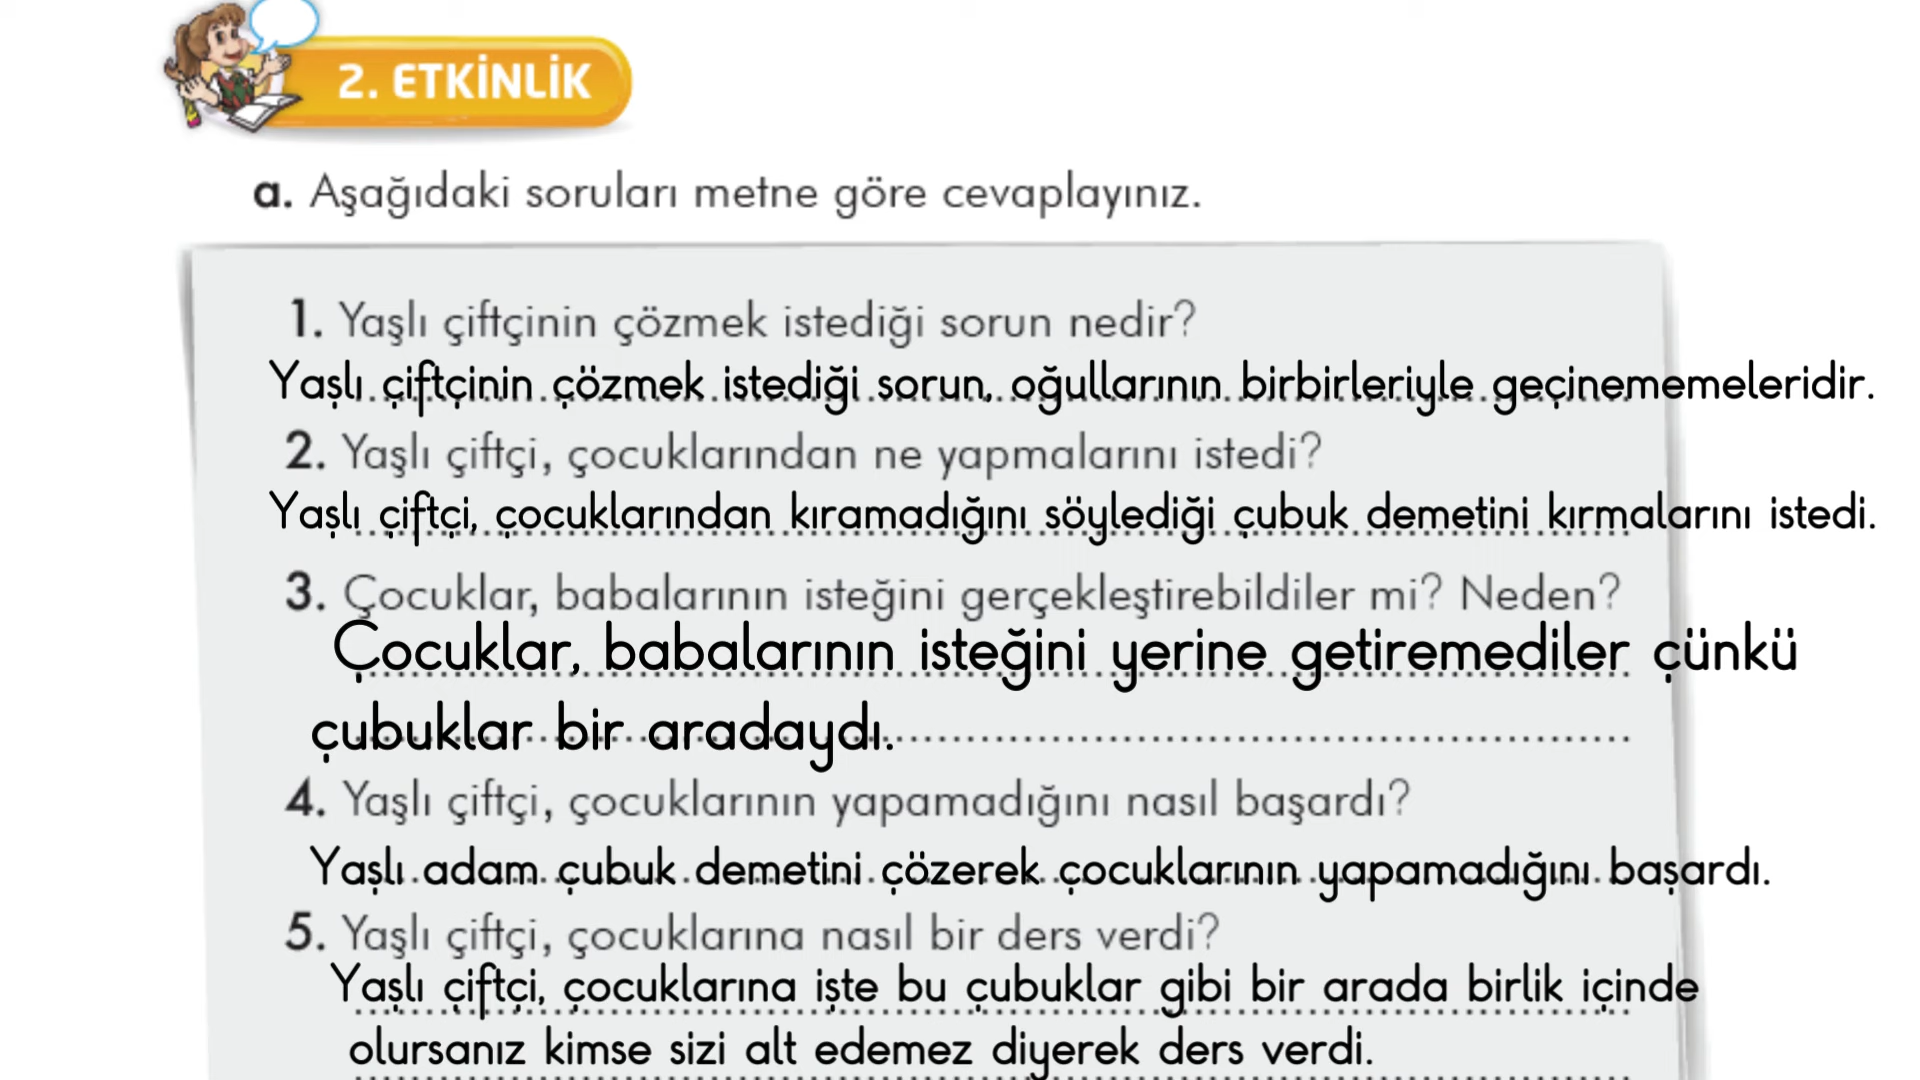 2. ETKİNLİK
a. Aşağıdaki soruları metne göre cevaplayınız.
1. Yaşlı çiftçinin çözmek istediği sorun nedir?
Yaşlı çiftçinin çözmek istediği sorun, oğullarının birbirleriyle geçinememeleridir.
2. Yaşlı çiftçi, çocuklarından ne yapmalarını istedi?
Yaşlı çiftçi, çocuklarından kıramadığını söylediği çubuk demetini kırmalarını istedi.
3. Çocuklar, babalarının isteğini gerçekleştirebildiler mi? Neden?
Çocuklar, babalarının isteğini yerine getiremediler çünkü
çubuklar bir aradaydı.
4. Yaşlı çiftçi, çocuklarının yapamadığını nasıl başardı?
Yaşlı adam çubuk demetini çözerek çocuklarının yapamadığını başardı.
5. Yaşlı çiftçi, çocuklarına nasıl bir ders verdi?
Yaşlı çiftçi, çocuklarına işte bu çubuklar gibi bir arada birlik içinde
olursanız kimse sizi alt edemez diyerek ders verdi.